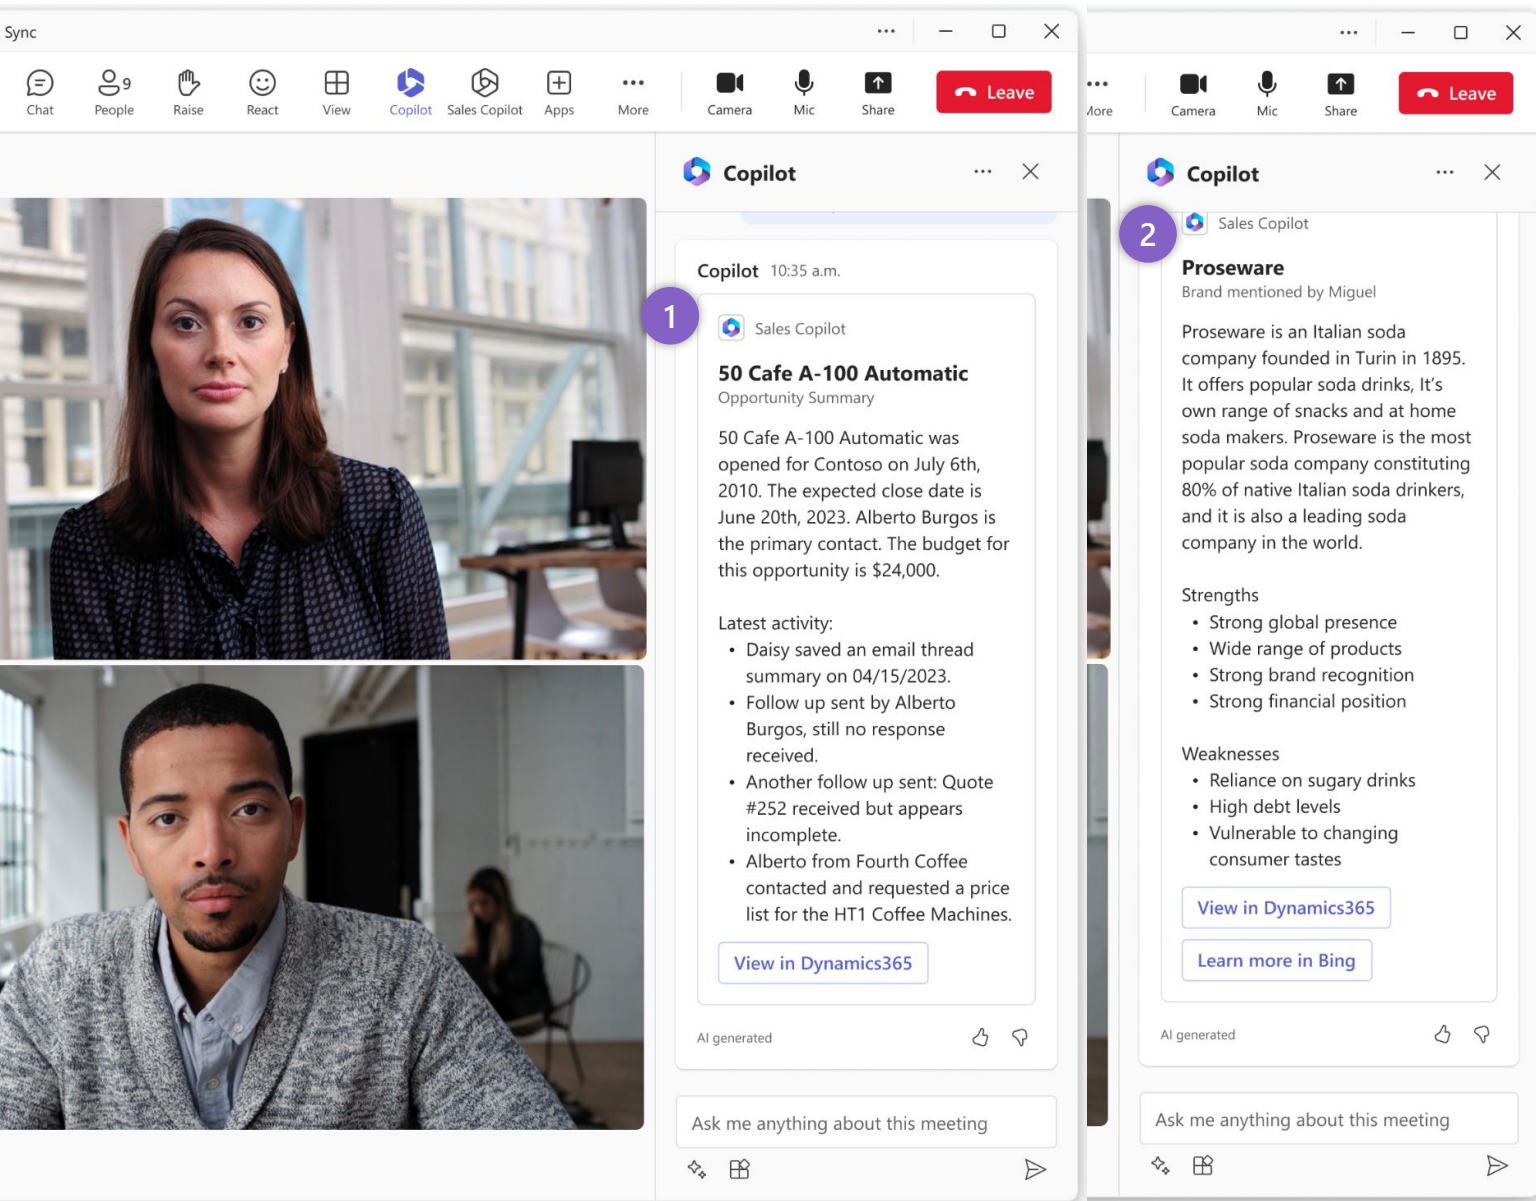 Sync
Chat
People
9
Raise
React
View
Copilot
Sales Copilot
Apps
More
Camera
Mic
Share
Leave
Copilot
Copilot 10:35 a.m.
1
Sales Copilot
50 Cafe A-100 Automatic
Opportunity Summary
50 Cafe A-100 Automatic was
opened for Contoso on July 6th,
2010. The expected close date is
June 20th, 2023. Alberto Burgos is
the primary contact. The budget for
this opportunity is $24,000.
Latest activity:
• Daisy saved an email thread
summary on 04/15/2023.
• Follow up sent by Alberto
Burgos, still no response
received.
• Another follow up sent: Quote
#252 received but appears
incomplete.
• Alberto from Fourth Coffee
contacted and requested a price
list for the HT1 Coffee Machines.
View in Dynamics365
AI generated
Ask me anything about this meeting
More
Camera
Mic
Share
Leave
Copilot
2
Sales Copilot
Proseware
Brand mentioned by Miguel
Proseware is an Italian soda
company founded in Turin in 1895.
It offers popular soda drinks, It's
own range of snacks and at home
soda makers. Proseware is the most
popular soda company constituting
80% of native Italian soda drinkers,
and it is also a leading soda
company in the world.
Strengths
• Strong global presence
• Wide range of products
• Strong brand recognition
• Strong financial position
Weaknesses
• Reliance on sugary drinks
• High debt levels
• Vulnerable to changing
consumer tastes
View in Dynamics365
Learn more in Bing
AI generated
Ask me anything about this meeting